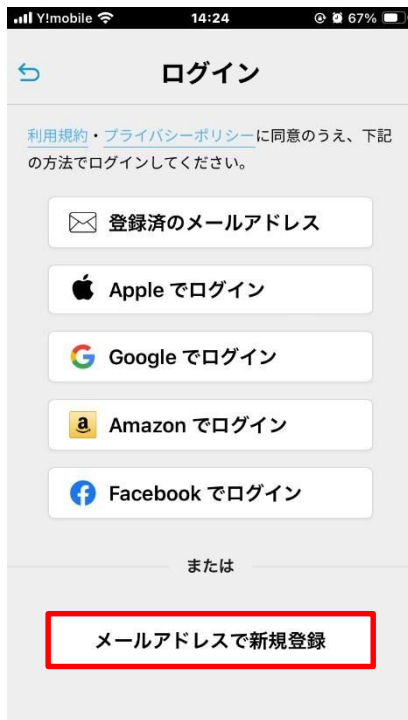 Y!mobile 14:24 67%
ログイン
利用規約・プライバシーポリシーに同意のうえ、下記
の方法でログインしてください。
登録済のメールアドレス
Apple でログイン
Google でログイン
Amazon でログイン
Facebook でログイン
または
メールアドレスで新規登録